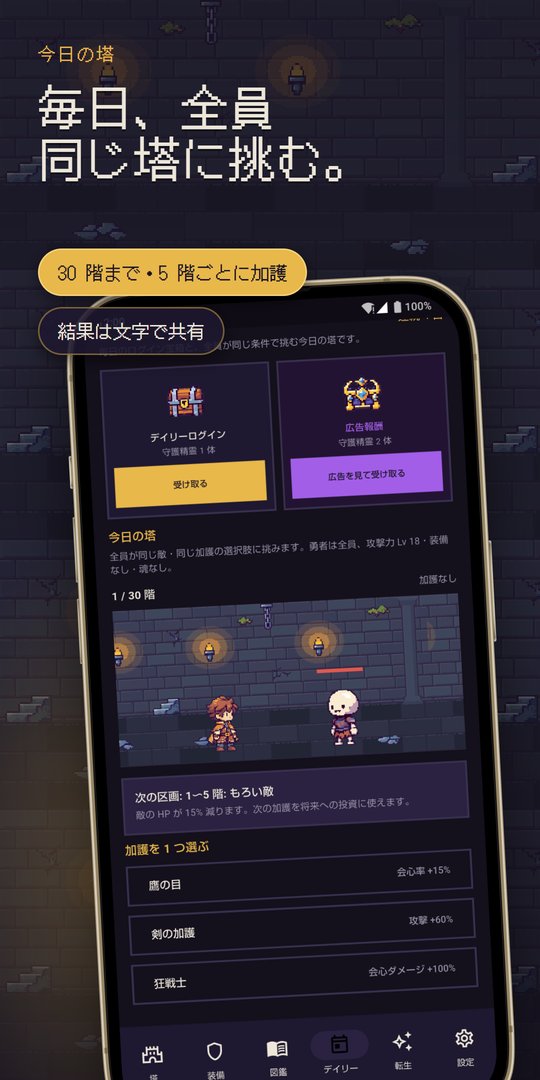 今日の塔
毎日、全員
同じ塔に挑む。
30 階まで・5 階ごとに加護
結果は文字で共有
100%
が同じ条件で挑む今日の塔です。
デイリーログイン
守護精霊 1 体
受け取る
広告報酬
守護精霊 2 体
広告を見て受け取る
今日の塔
全員が同じ敵・同じ加護の選択肢に挑みます。勇者は全員、攻撃力 Lv 18・装備
なし・魂なし。
1 / 30 階
加護なし
次の区画: 1〜5 階: もろい敵
敵の HP が 15% 減ります。次の加護を将来への投資に使えます。
加護を 1 つ選ぶ
鷹の目
会心率 +15%
剣の加護
攻撃 +60%
狂戦士
会心ダメージ +100%
塔
装備
図鑑
デイリー
転生
設定